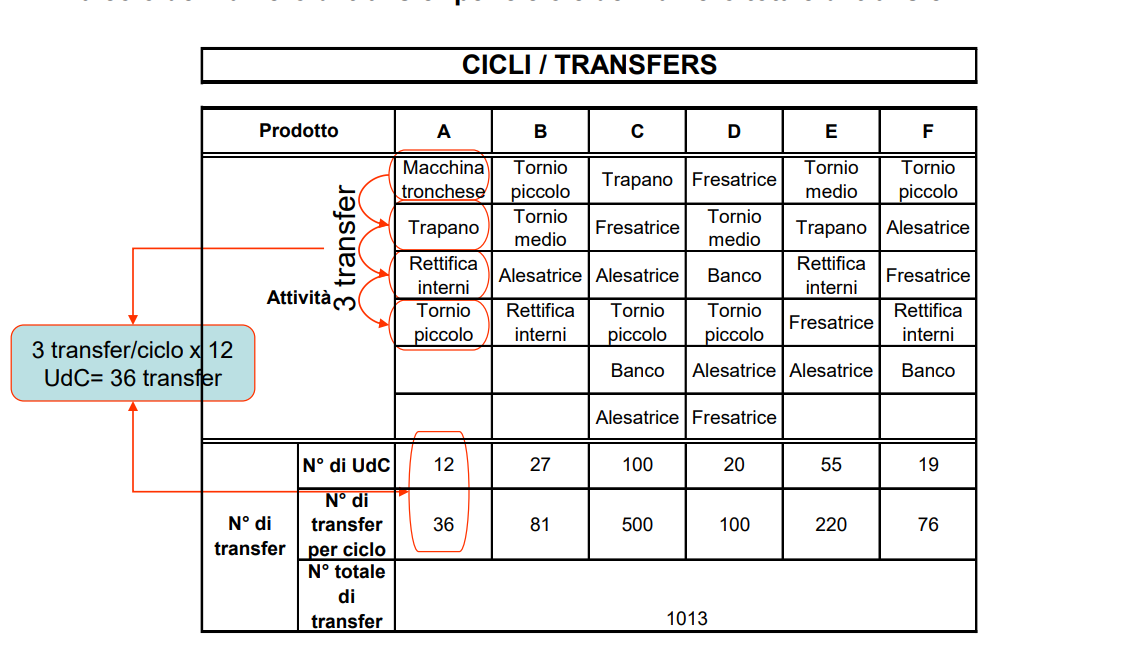 CICLI / TRANSFERS
Prodotto A B C D E F
Macchina tronchese Tornio piccolo Trapano Fresatrice Tornio medio Tornio piccolo
Trapano Tornio medio Fresatrice Tornio medio Trapano Alesatrice
Rettifica interni Alesatrice Alesatrice Banco Rettifica interni Fresatrice
Attività
3 transfer
Tornio piccolo Rettifica interni Tornio piccolo Tornio piccolo Fresatrice Rettifica interni
3 transfer/ciclo x 12
UdC= 36 transfer
Banco Alesatrice Alesatrice Banco
Alesatrice Fresatrice
N° di transfer
N° di UdC 12 27 100 20 55 19
N° di transfer per ciclo 36 81 500 100 220 76
N° totale di transfer 1013